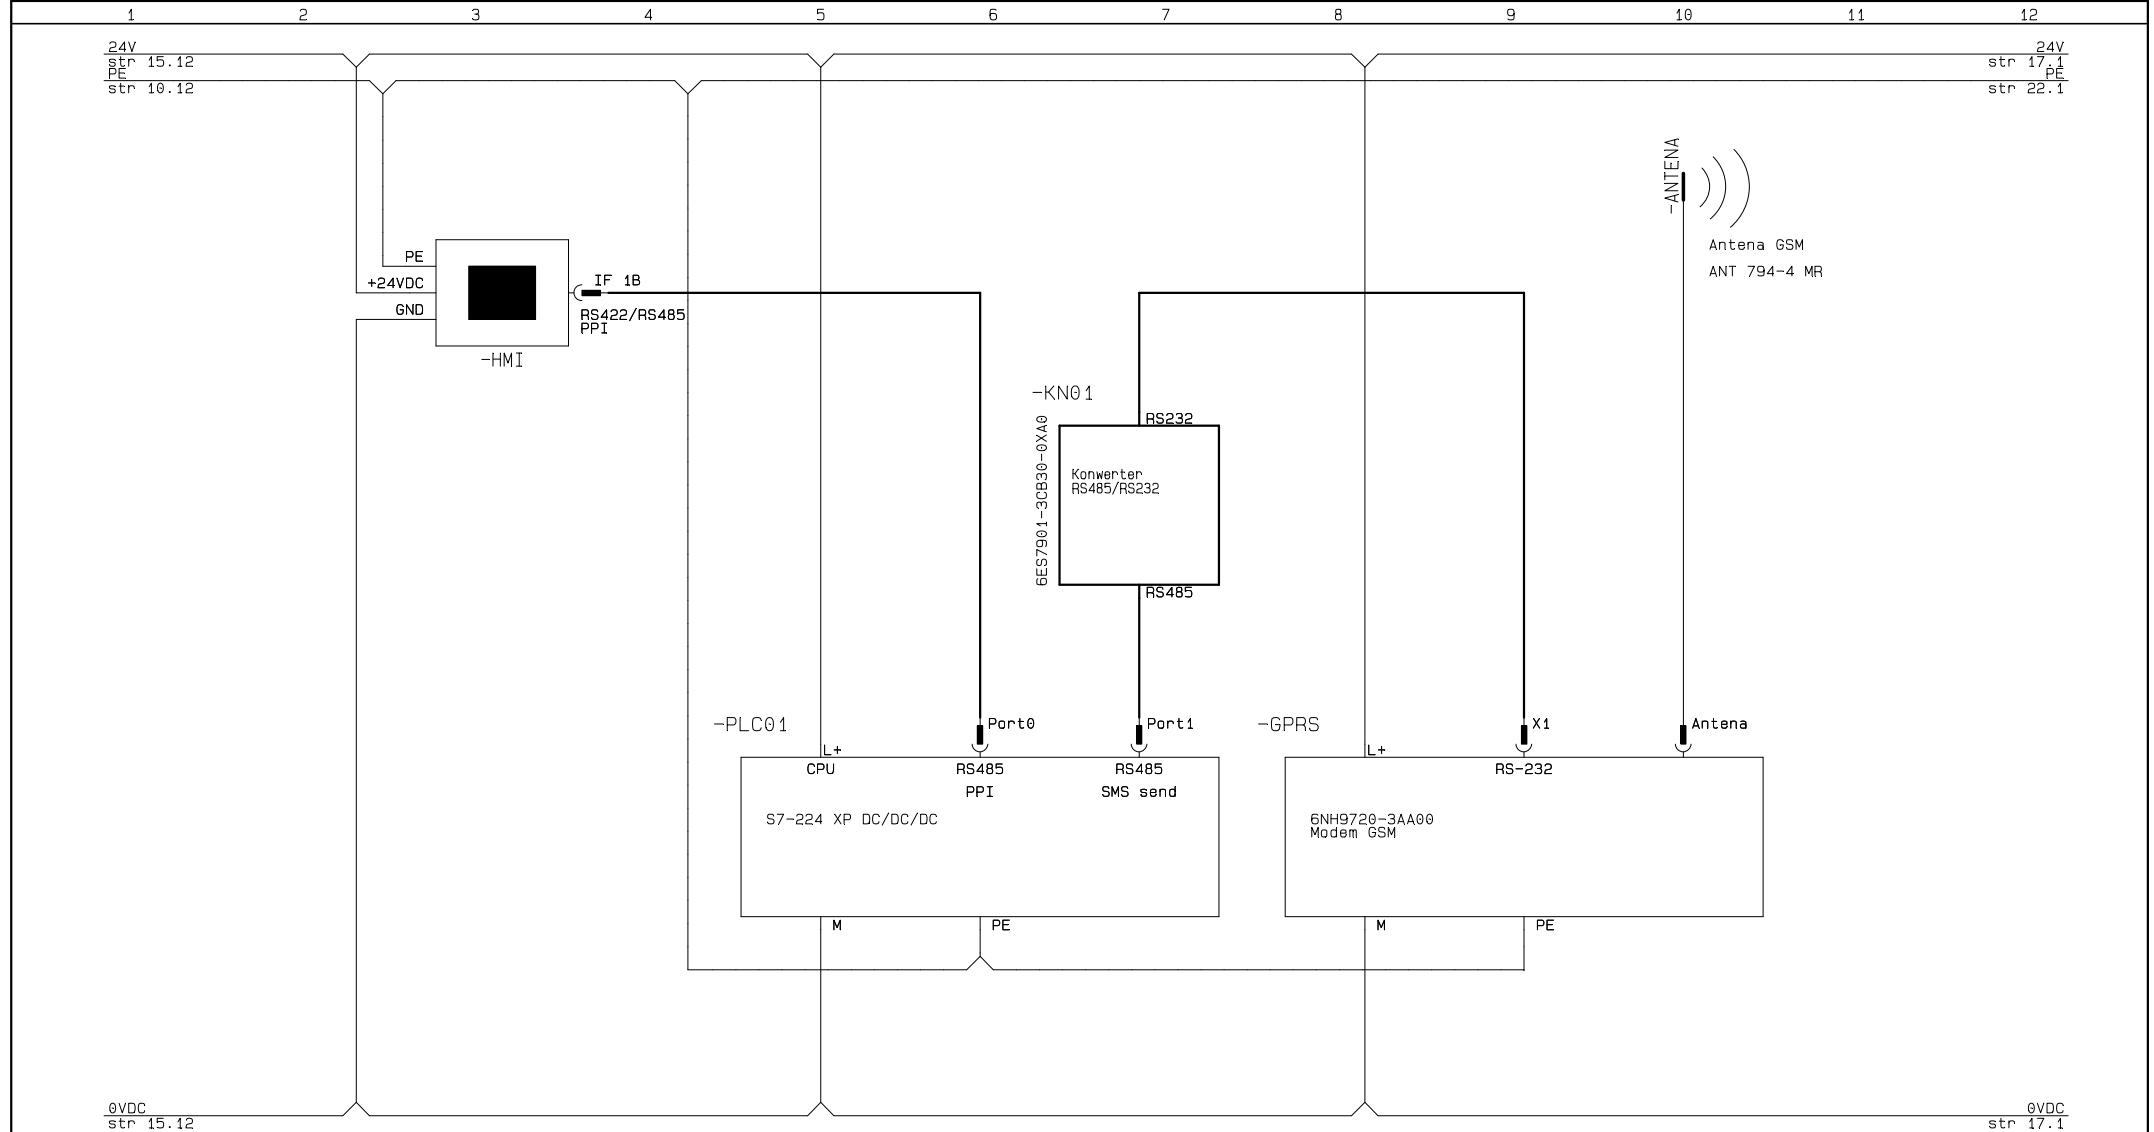 1 2 3 4 5 6 7 8 9 10 11 12
24V 24V
str 15.12 str 17.1
PE PE
str 10.12 str 22.1
-ANTENA
Antena GSM
ANT 794-4 MR
PE
+24VDC
GND
IF 1B
RS422/RS485
PPI
-HMI
-KN01
RS232
6ES7901-3CB30-0XA0
Konwerter
RS485/RS232
RS485
-PLC01
Port0
Port1
-GPRS
X1
Antena
L+
L+
CPU
RS485
RS485
RS-232
PPI
SMS send
S7-224 XP DC/DC/DC
6NH9720-3AA00
Modem GSM
M
PE
M
PE
0VDC 0VDC
str 15.12 str 17.1